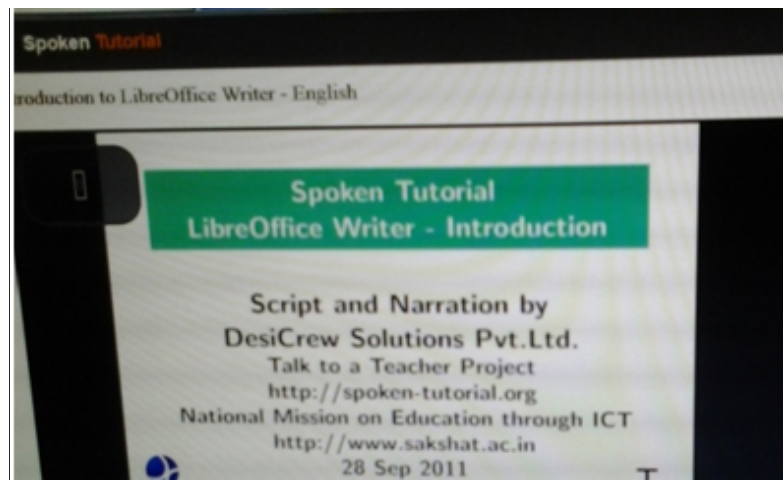 Spoken Tutorial
roduction to LibreOffice Writer - English
Spoken Tutorial
LibreOffice Writer - Introduction
Script and Narration by
DesiCrew Solutions Pvt.Ltd.
Talk to a Teacher Project
http://spoken-tutorial.org
National Mission on Education through ICT
http://www.sakshat.ac.in
28 Sep 2011